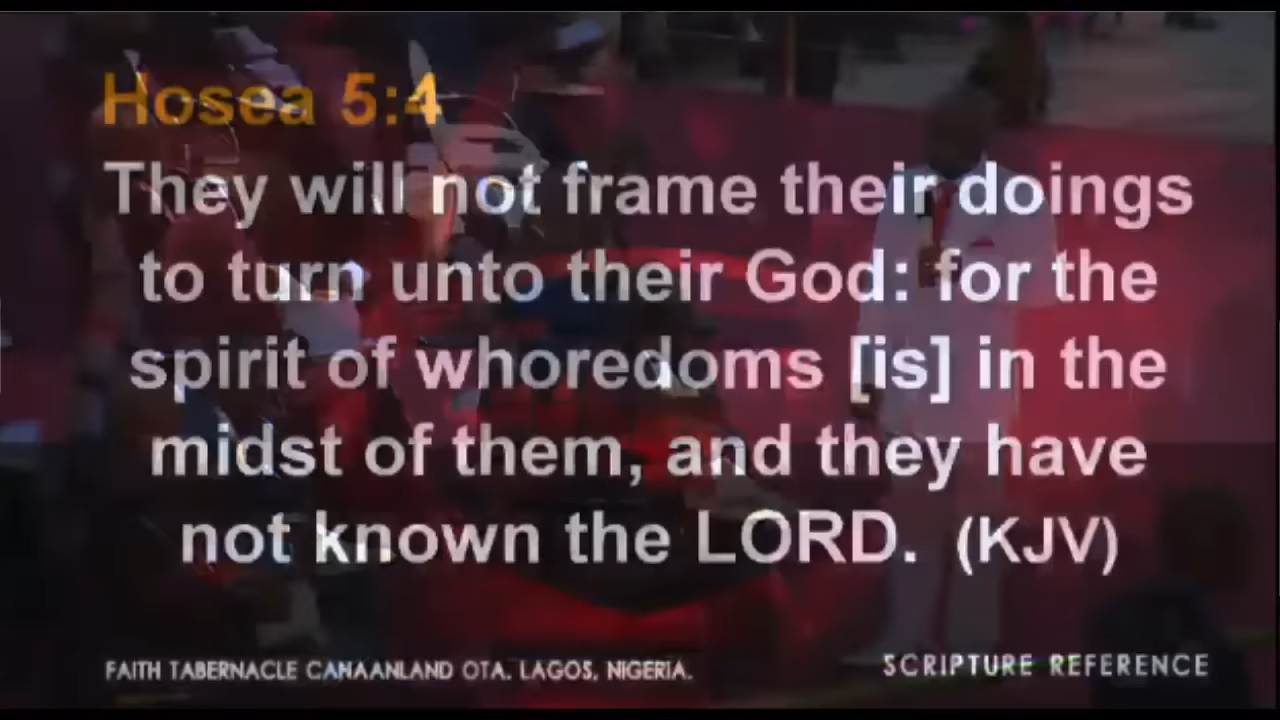 Hosea 5:4
They will not frame their doings
to turn unto their God: for the
spirit of whoredoms [is] in the
midst of them, and they have
not known the LORD. (KJV)
FAITH TABERNACLE CANAANLAND OTA. LAGOS, NIGERIA.
SCRIPTURE REFERENCE